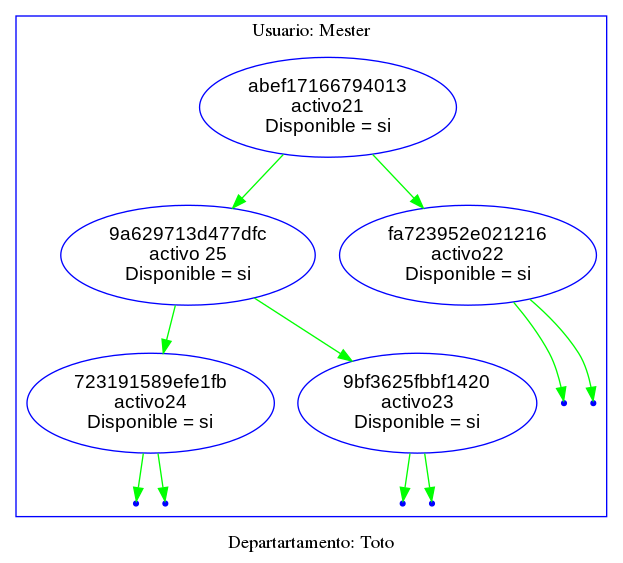 Usuario: Mester
abef17166794013
activo21
Disponible = si
9a629713d477dfc
activo 25
Disponible = si
fa723952e021216
activo22
Disponible = si
723191589efe1fb
activo24
Disponible = si
9bf3625fbbf1420
activo23
Disponible = si
Departartamento: Toto